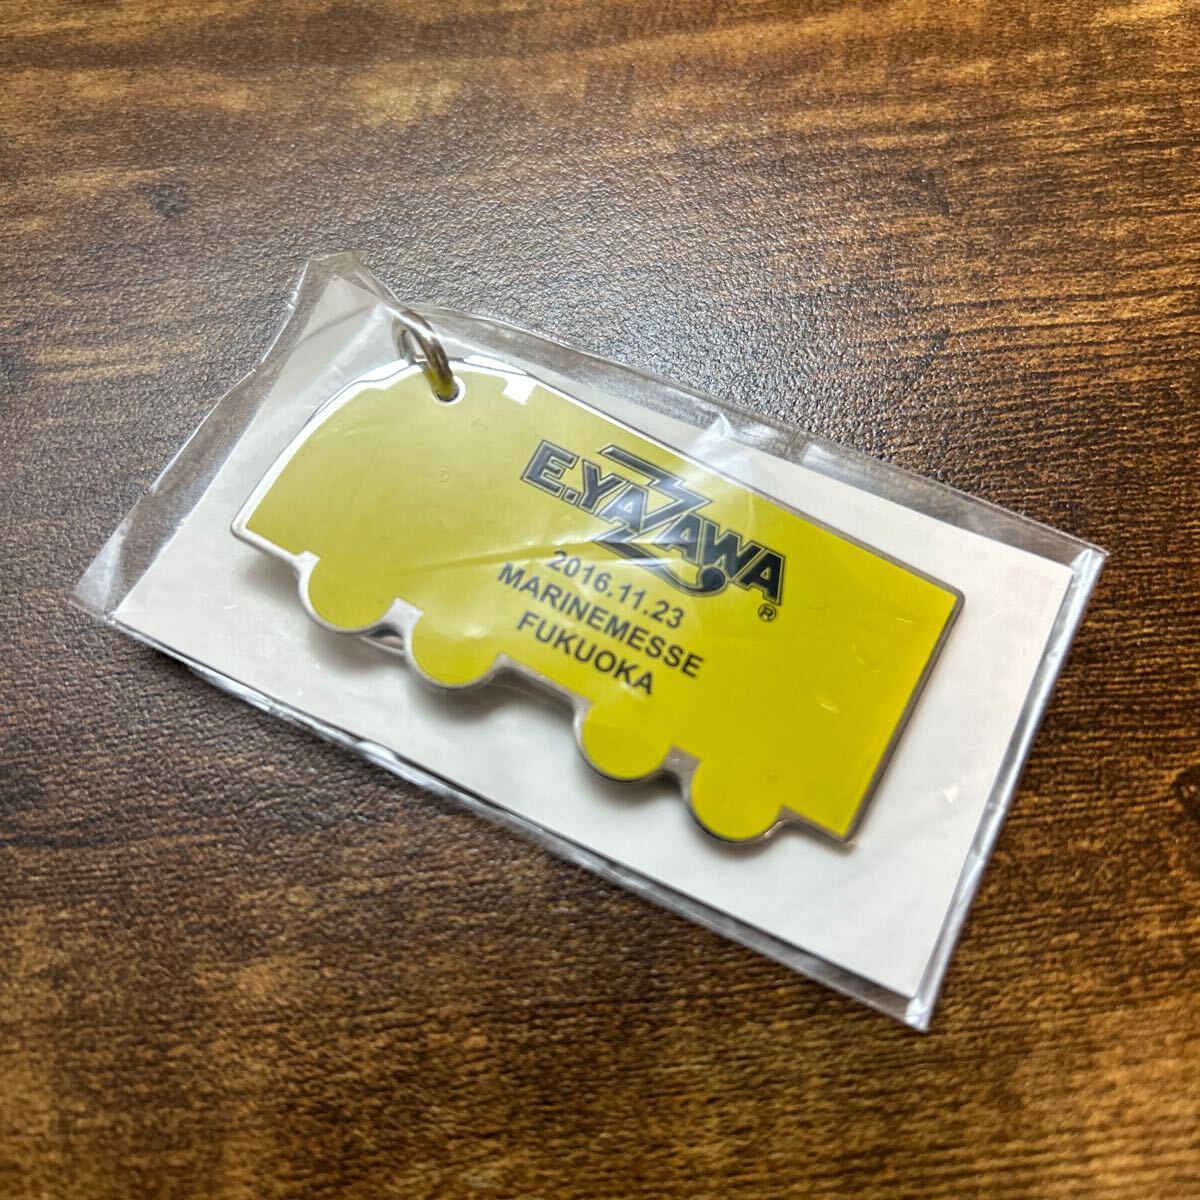 E.YAZAWA®
2016.11.23
MARINEMESSE
FUKUOKA